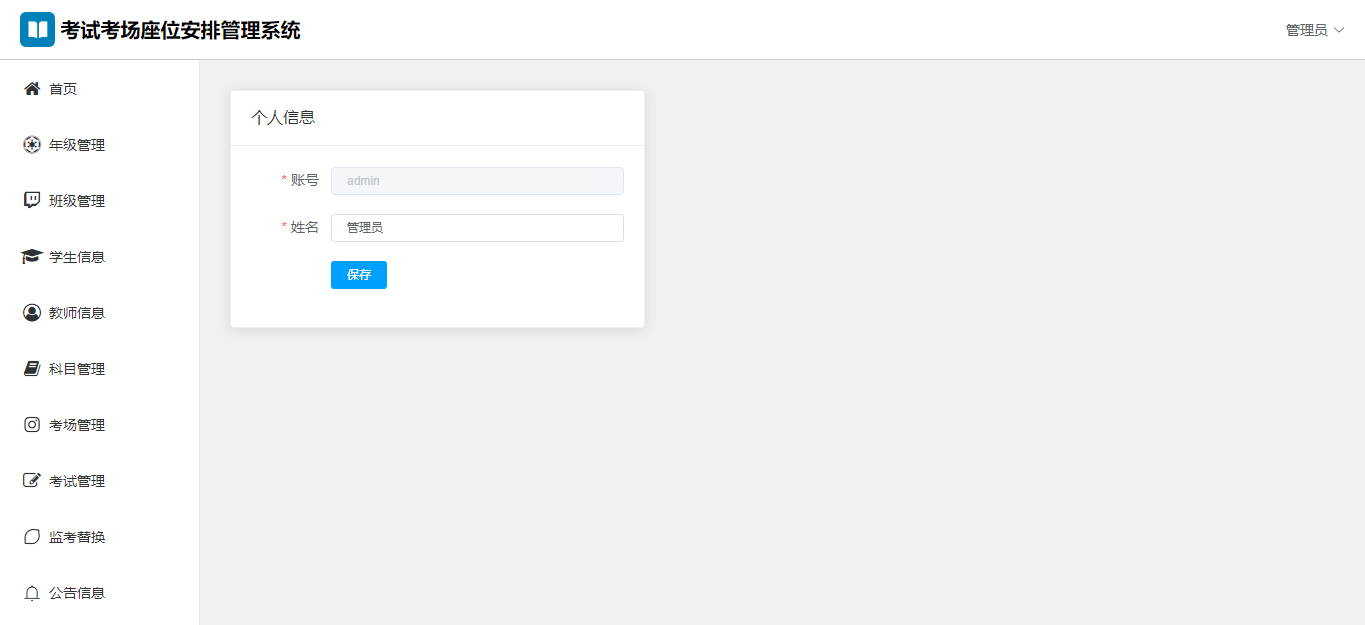 考试考场座位安排管理系统
管理员
首页
年级管理
班级管理
学生信息
教师信息
科目管理
考场管理
考试管理
监考替换
公告信息
个人信息
* 账号 admin
* 姓名 管理员
保存